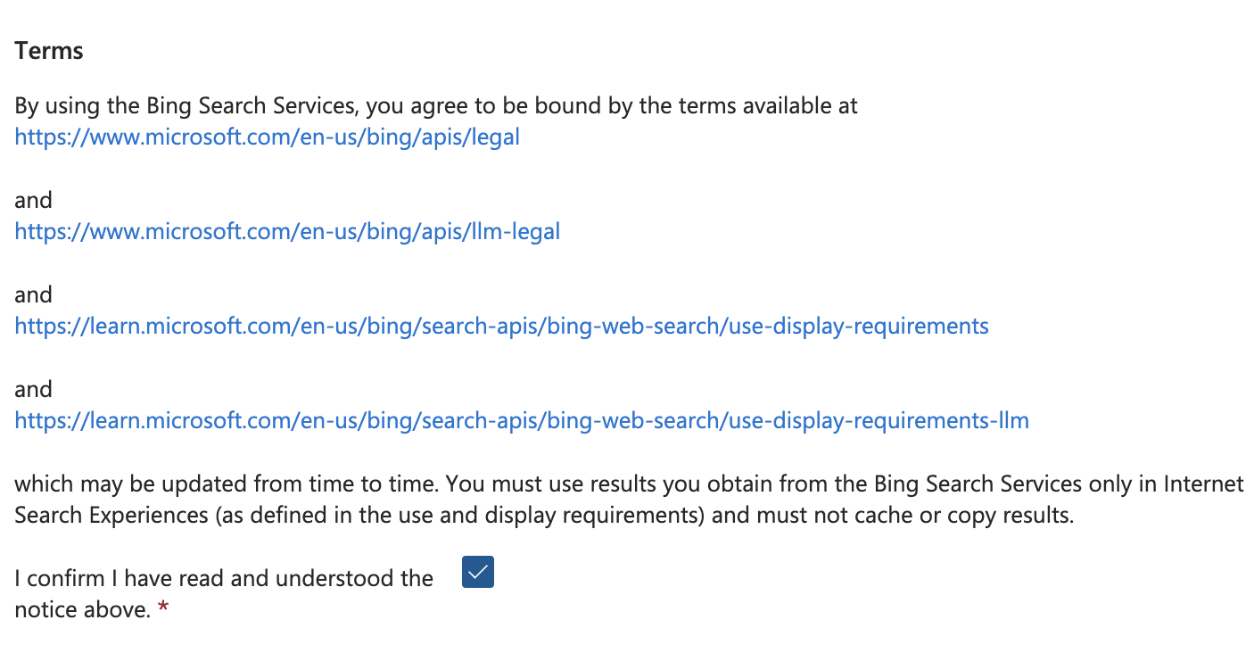 Terms
By using the Bing Search Services, you agree to be bound by the terms available at
https://www.microsoft.com/en-us/bing/apis/legal
and
https://www.microsoft.com/en-us/bing/apis/llm-legal
and
https://learn.microsoft.com/en-us/bing/search-apis/bing-web-search/use-display-requirements
and
https://learn.microsoft.com/en-us/bing/search-apis/bing-web-search/use-display-requirements-llm
which may be updated from time to time. You must use results you obtain from the Bing Search Services only in Internet
Search Experiences (as defined in the use and display requirements) and must not cache or copy results.
I confirm I have read and understood the
notice above. *